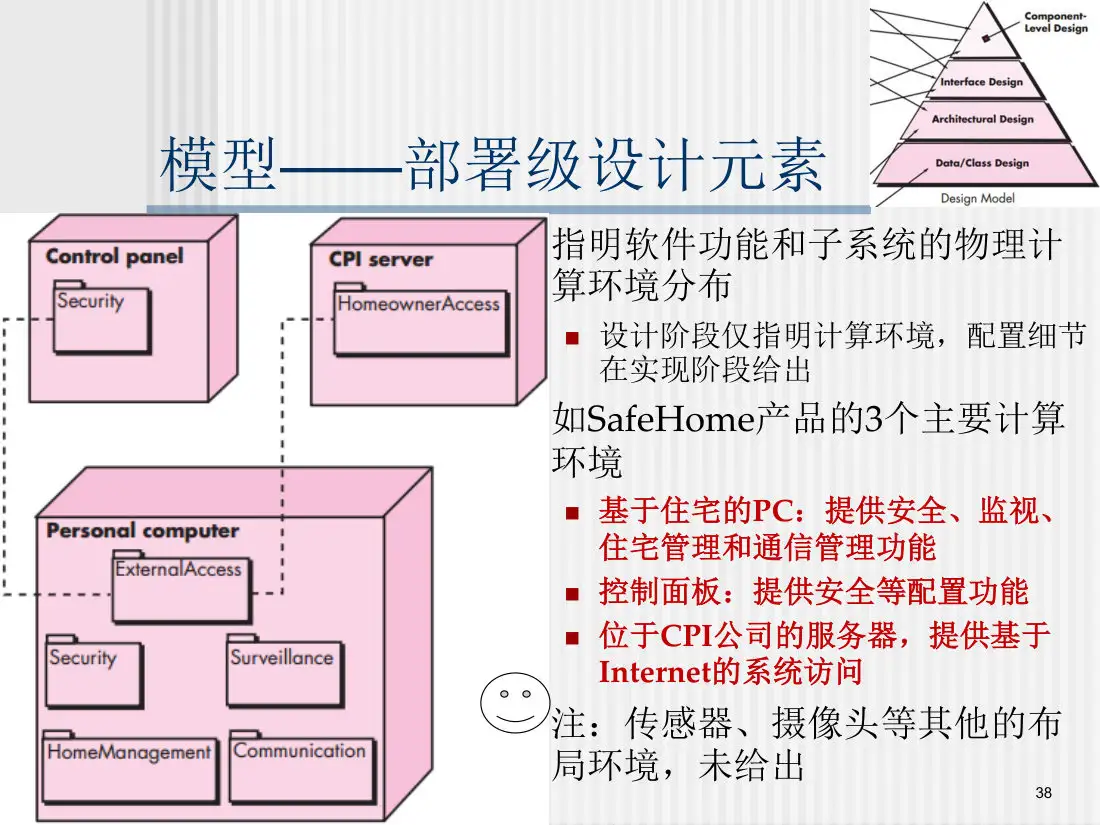 Component-
Level Design
Interface Design
Architectural Design
Data/Class Design
Design Model
模型——部署级设计元素
Control panel
Security
CPI server
HomeownerAccess
Personal computer
ExternalAccess
Security
Surveillance
HomeManagement
Communication
指明软件功能和子系统的物理计
算环境分布
设计阶段仅指明计算环境，配置细节
在实现阶段给出
如SafeHome产品的3个主要计算
环境
基于住宅的PC：提供安全、监视、
住宅管理和通信管理功能
控制面板：提供安全等配置功能
位于CPI公司的服务器，提供基于
Internet的系统访问
注：传感器、摄像头等其他的布
局环境，未给出
38